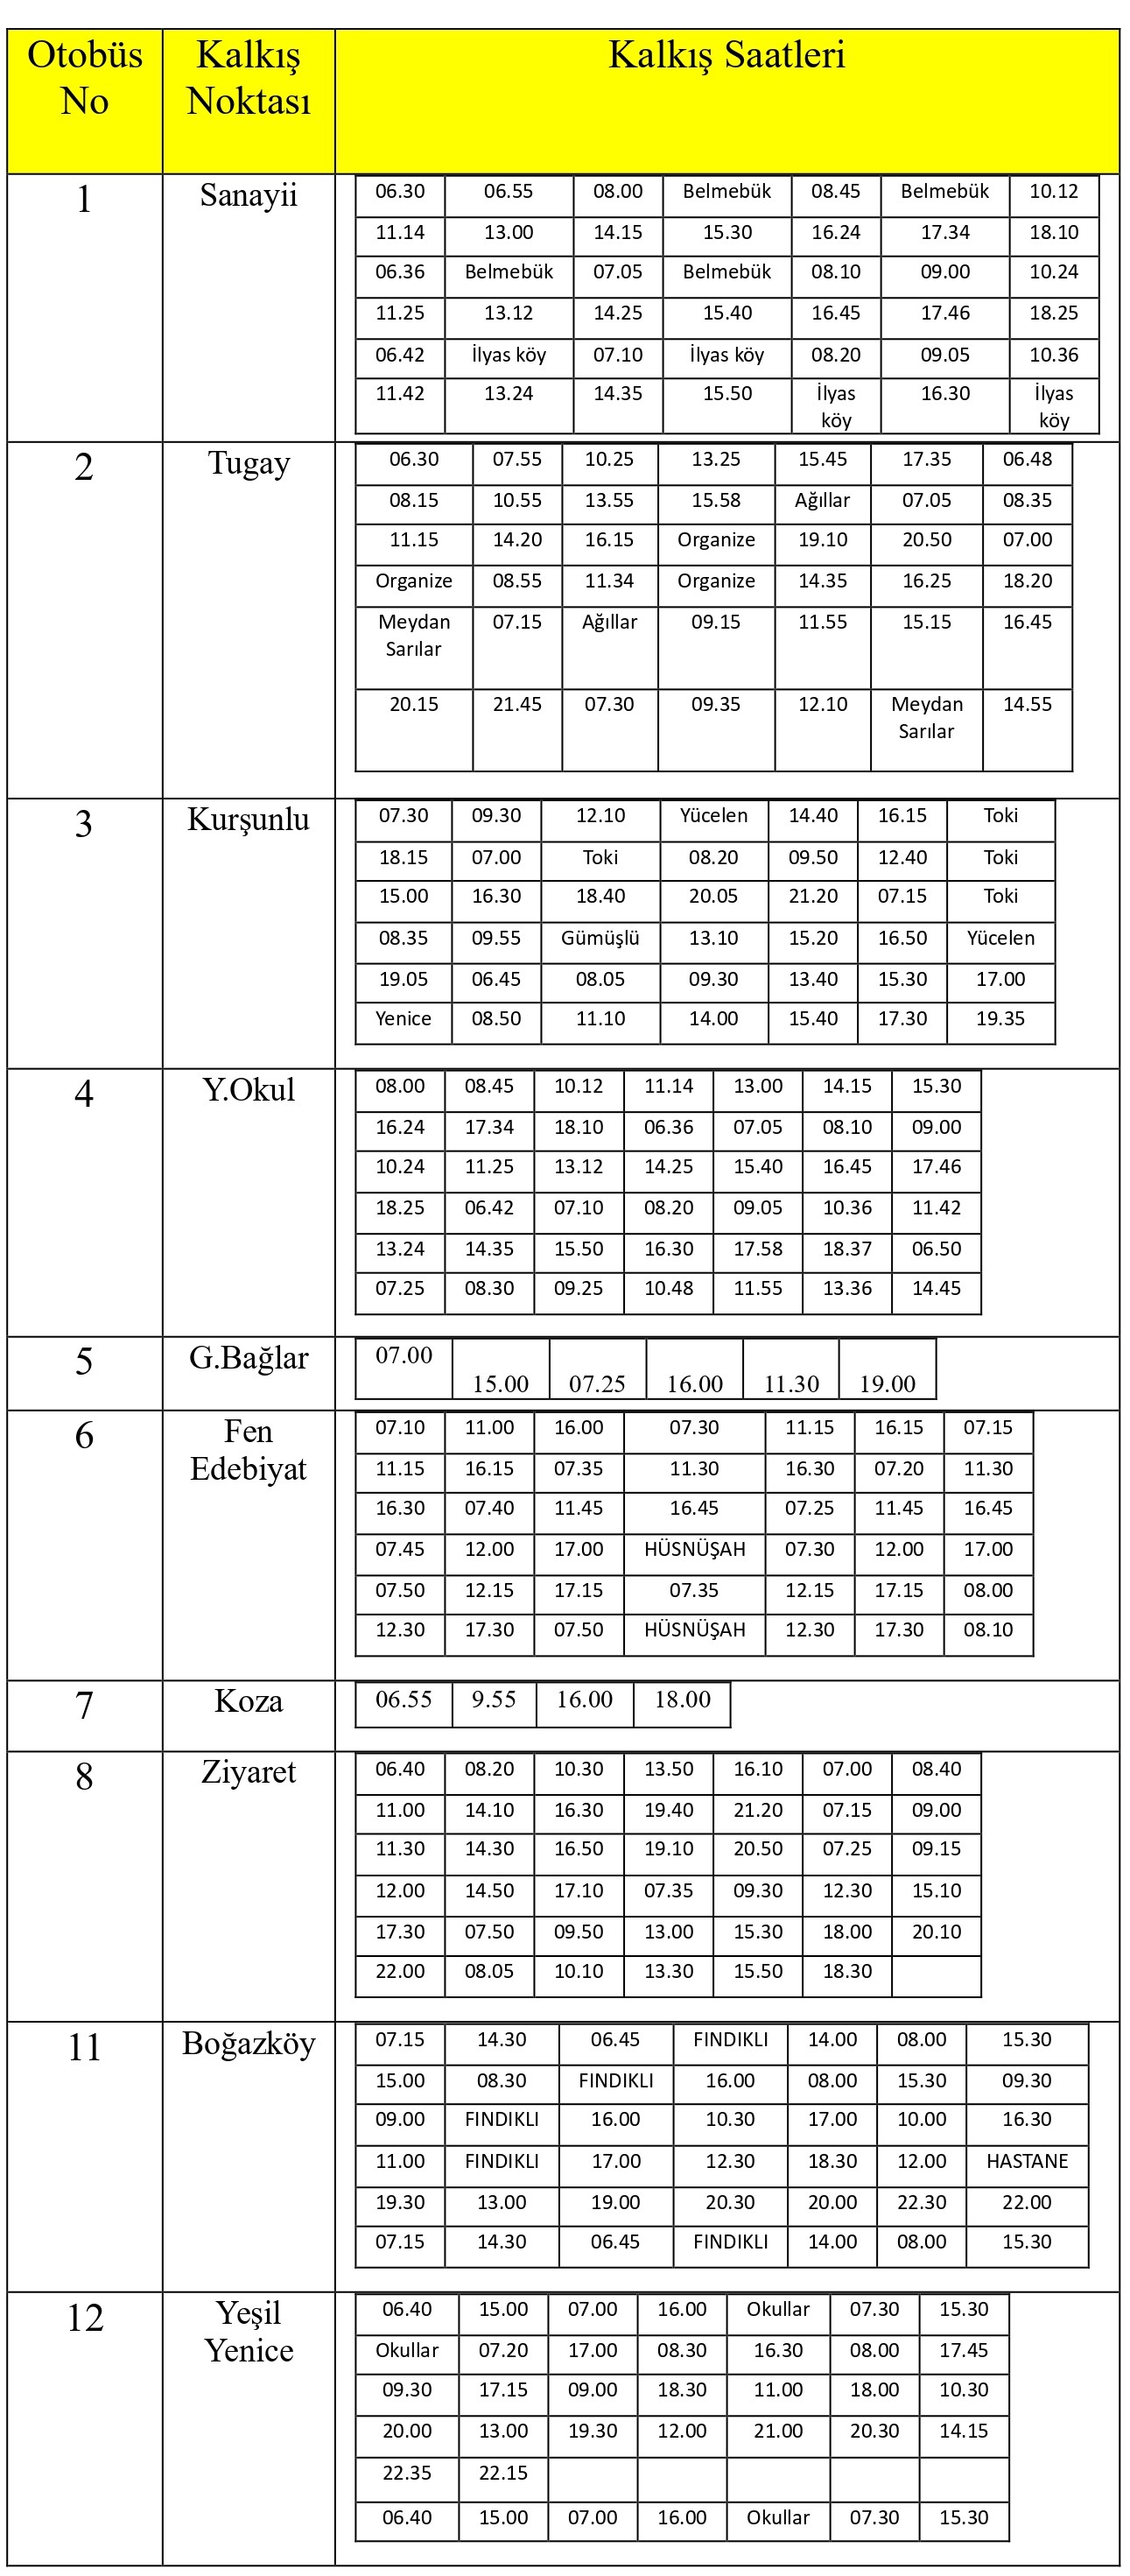 Otobüs No Kalkış Noktası Kalkış Saatleri
1 Sanayii
06.30 06.55 08.00 Belmebük 08.45 Belmebük 10.12
11.14 13.00 14.15 15.30 16.24 17.34 18.10
06.36 Belmebük 07.05 Belmebük 08.10 09.00 10.24
11.25 13.12 14.25 15.40 16.45 17.46 18.25
06.42 İlyas köy 07.10 İlyas köy 08.20 09.05 10.36
11.42 13.24 14.35 15.50 İlyas köy 16.30 İlyas köy
2 Tugay
06.30 07.55 10.25 13.25 15.45 17.35 06.48
08.15 10.55 13.55 15.58 Ağıllar 07.05 08.35
11.15 14.20 16.15 Organize 19.10 20.50 07.00
Organize 08.55 11.34 Organize 14.35 16.25 18.20
Meydan Sarılar 07.15 Ağıllar 09.15 11.55 15.15 16.45
20.15 21.45 07.30 09.35 12.10 Meydan Sarılar 14.55
3 Kurşunlu
07.30 09.30 12.10 Yücelen 14.40 16.15 Toki
18.15 07.00 Toki 08.20 09.50 12.40 Toki
15.00 16.30 18.40 20.05 21.20 07.15 Toki
08.35 09.55 Gümüşlü 13.10 15.20 16.50 Yücelen
19.05 06.45 08.05 09.30 13.40 15.30 17.00
Yenice 08.50 11.10 14.00 15.40 17.30 19.35
4 Y.Okul
08.00 08.45 10.12 11.14 13.00 14.15 15.30
16.24 17.34 18.10 06.36 07.05 08.10 09.00
10.24 11.25 13.12 14.25 15.40 16.45 17.46
18.25 06.42 07.10 08.20 09.05 10.36 11.42
13.24 14.35 15.50 16.30 17.58 18.37 06.50
07.25 08.30 09.25 10.48 11.55 13.36 14.45
5 G.Bağlar
07.00 15.00 07.25 16.00 11.30 19.00
6 Fen Edebiyat
07.10 11.00 16.00 07.30 11.15 16.15 07.15
11.15 16.15 07.35 11.30 16.30 07.20 11.30
16.30 07.40 11.45 16.45 07.25 11.45 16.45
07.45 12.00 17.00 HÜSNÜŞAH 07.30 12.00 17.00
07.50 12.15 17.15 07.35 12.15 17.15 08.00
12.30 17.30 07.50 HÜSNÜŞAH 12.30 17.30 08.10
7 Koza
06.55 9.55 16.00 18.00
8 Ziyaret
06.40 08.20 10.30 13.50 16.10 07.00 08.40
11.00 14.10 16.30 19.40 21.20 07.15 09.00
11.30 14.30 16.50 19.10 20.50 07.25 09.15
12.00 14.50 17.10 07.35 09.30 12.30 15.10
17.30 07.50 09.50 13.00 15.30 18.00 20.10
22.00 08.05 10.10 13.30 15.50 18.30
11 Boğazköy
07.15 14.30 06.45 FINDIKLI 14.00 08.00 15.30
15.00 08.30 FINDIKLI 16.00 08.00 15.30 09.30
09.00 FINDIKLI 16.00 10.30 17.00 10.00 16.30
11.00 FINDIKLI 17.00 12.30 18.30 12.00 HASTANE
19.30 13.00 19.00 20.30 20.00 22.30 22.00
07.15 14.30 06.45 FINDIKLI 14.00 08.00 15.30
12 Yeşil Yenice
06.40 15.00 07.00 16.00 Okullar 07.30 15.30
Okullar 07.20 17.00 08.30 16.30 08.00 17.45
09.30 17.15 09.00 18.30 11.00 18.00 10.30
20.00 13.00 19.30 12.00 21.00 20.30 14.15
22.35 22.15
06.40 15.00 07.00 16.00 Okullar 07.30 15.30